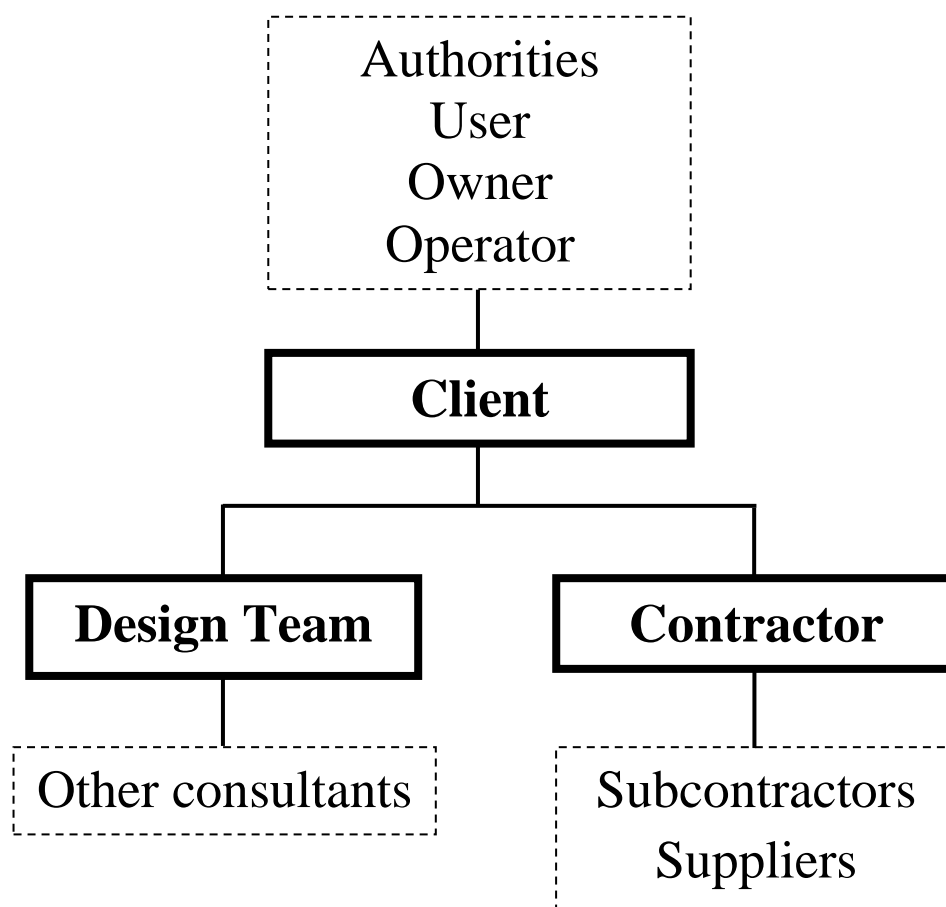 Authorities
User
Owner
Operator
Client
Design Team
Contractor
Other consultants
Subcontractors
Suppliers